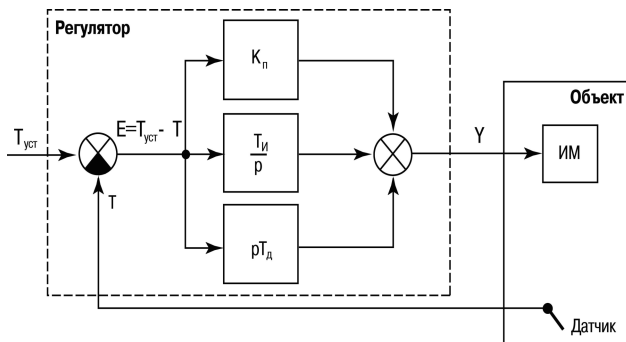 Регулятор
Kп
Объект
Tуст
E=Tуст- T
Tи
p
Y
ИМ
T
pTд
Датчик